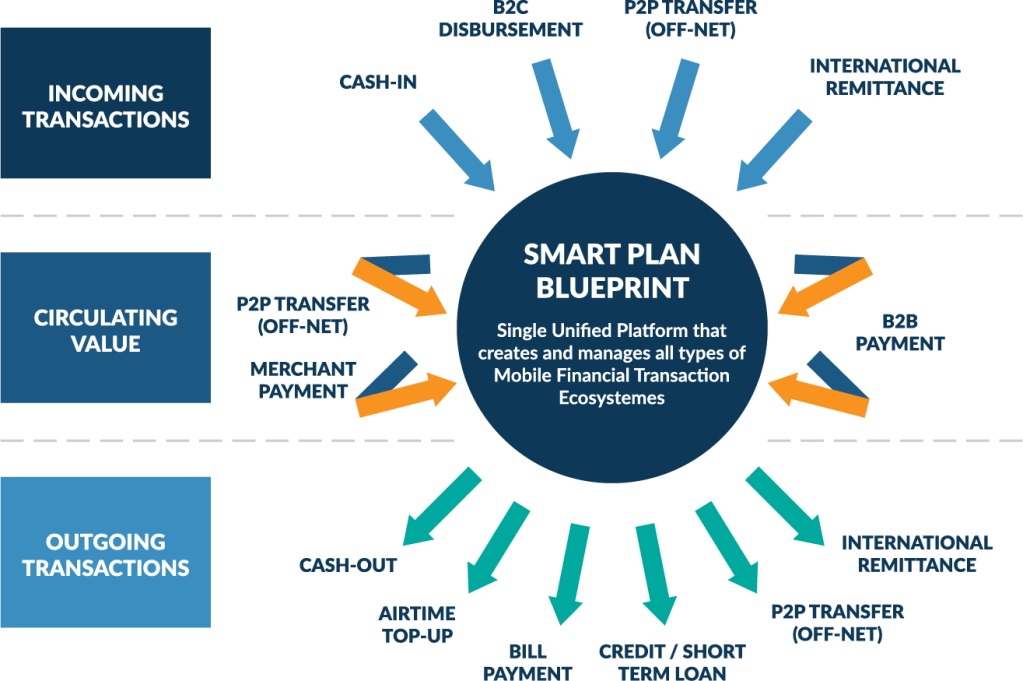 B2C
DISBURSEMENT
P2P TRANSFER
(OFF-NET)
CASH-IN
INTERNATIONAL
REMITTANCE
INCOMING
TRANSACTIONS
SMART PLAN
BLUEPRINT
Single Unified Platform that
creates and manages all types of
Mobile Financial Transaction
Ecosystemes
CIRCULATING
VALUE
P2P TRANSFER
(OFF-NET)
MERCHANT
PAYMENT
B2B
PAYMENT
OUTGOING
TRANSACTIONS
CASH-OUT
AIRTIME
TOP-UP
BILL
PAYMENT
CREDIT / SHORT
TERM LOAN
P2P TRANSFER
(OFF-NET)
INTERNATIONAL
REMITTANCE